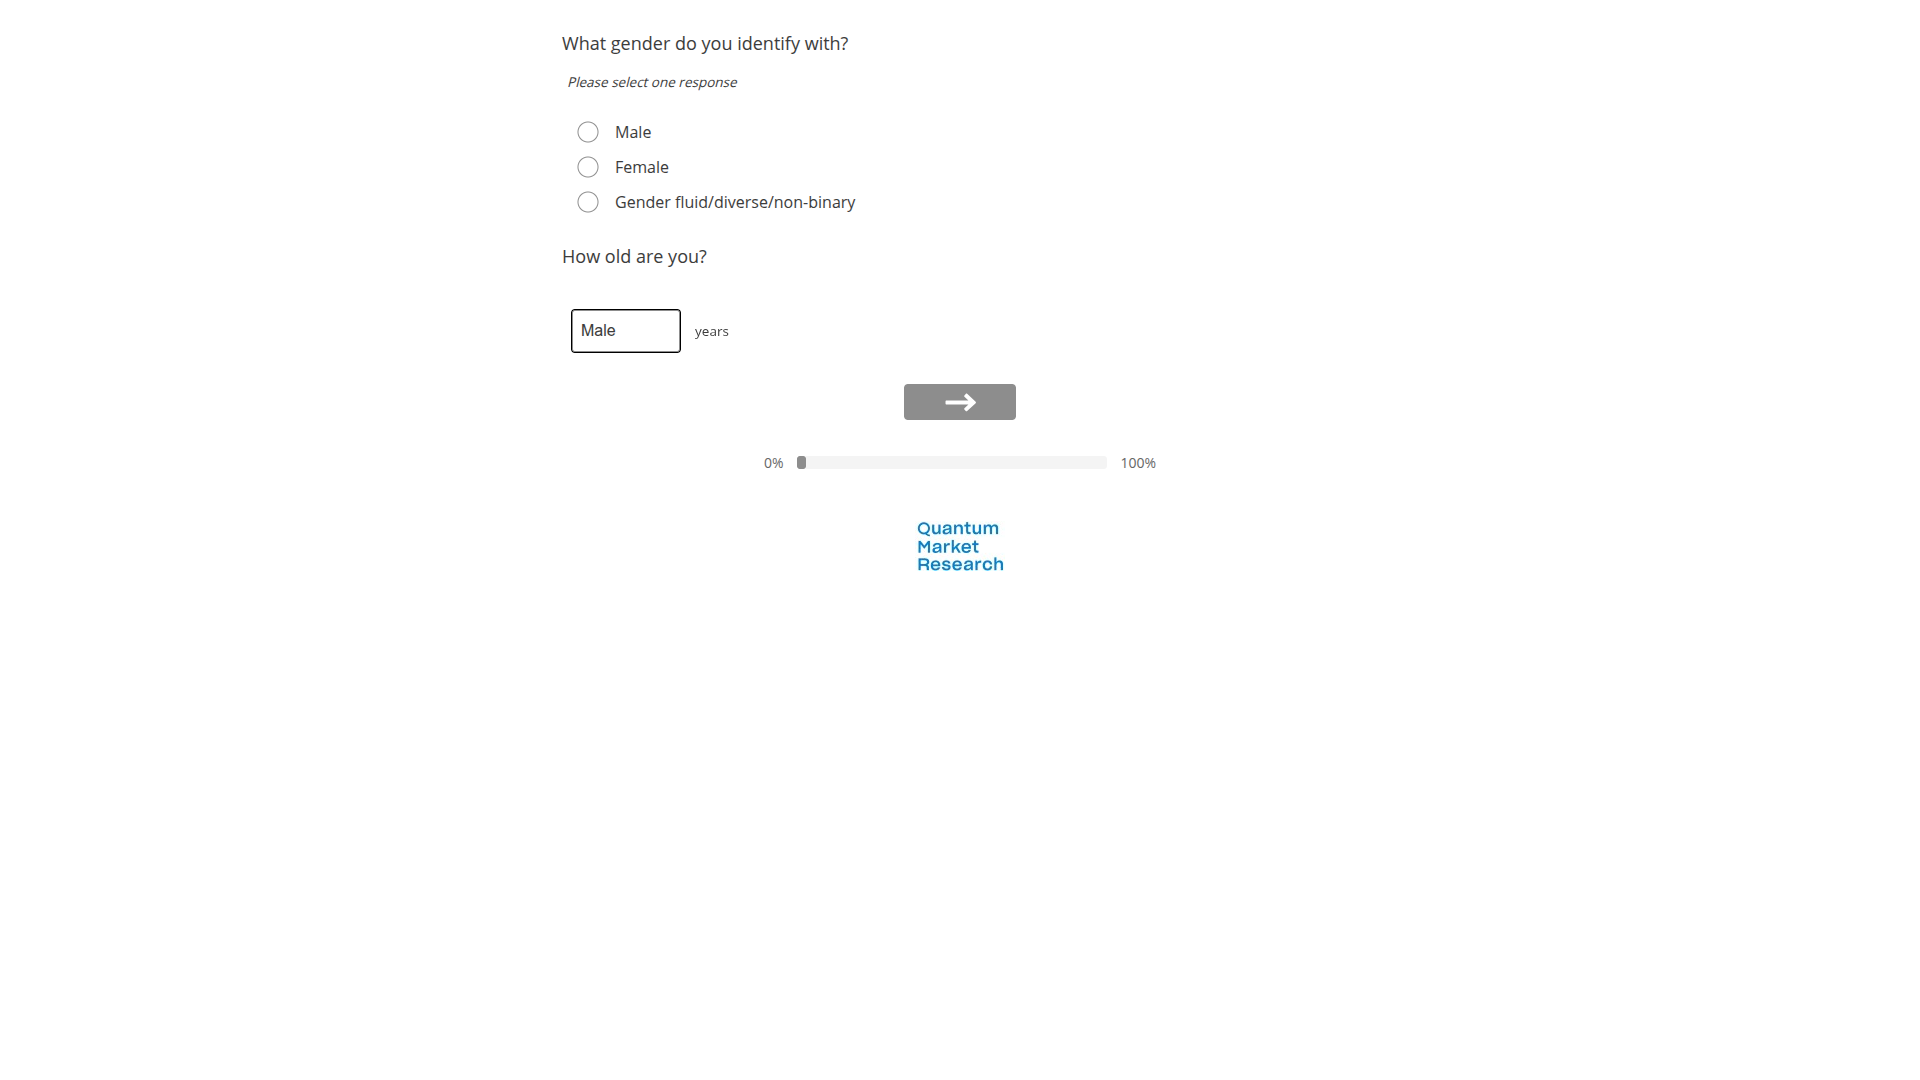 What gender do you identify with?
Please select one response
Male
Female
Gender fluid/diverse/non-binary
How old are you?
Male years
0% 100%
Quantum
Market
Research